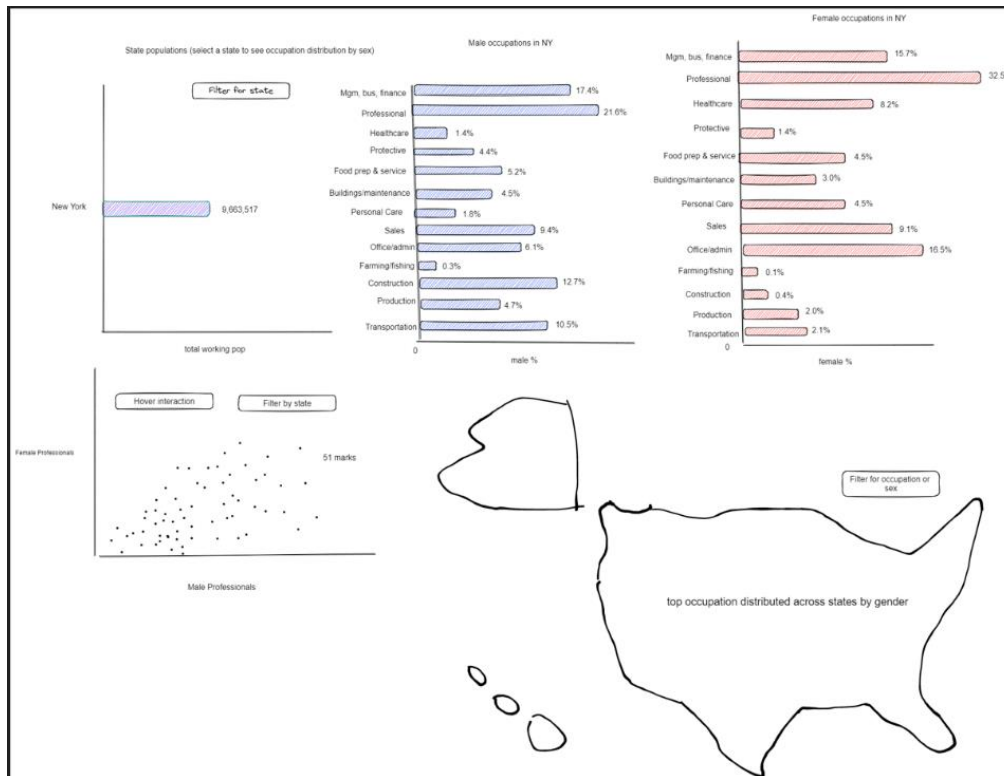 State populations (select a state to see occupation distribution by sex)
Filter for state
New York
9,663,517
total working pop
Male occupations in NY
Mgm, bus, finance 17.4%
Professional 21.6%
Healthcare 1.4%
Protective 4.4%
Food prep & service 5.2%
Buildings/maintenance 4.5%
Personal Care 1.8%
Sales 9.4%
Office/admin 6.1%
Farming/fishing 0.3%
Construction 12.7%
Production 4.7%
Transportation 10.5%
0
male %
Female occupations in NY
Mgm, bus, finance 15.7%
Professional 32.5
Healthcare 8.2%
Protective 1.4%
Food prep & service 4.5%
Buildings/maintenance 3.0%
Personal Care 4.5%
Sales 9.1%
Office/admin 16.5%
Farming/fishing 0.1%
Construction 0.4%
Production 2.0%
Transportation 2.1%
0
female %
Hover interaction
Filter by state
Female Professionals
51 marks
Male Professionals
Filter for occupation or
sex
top occupation distributed across states by gender